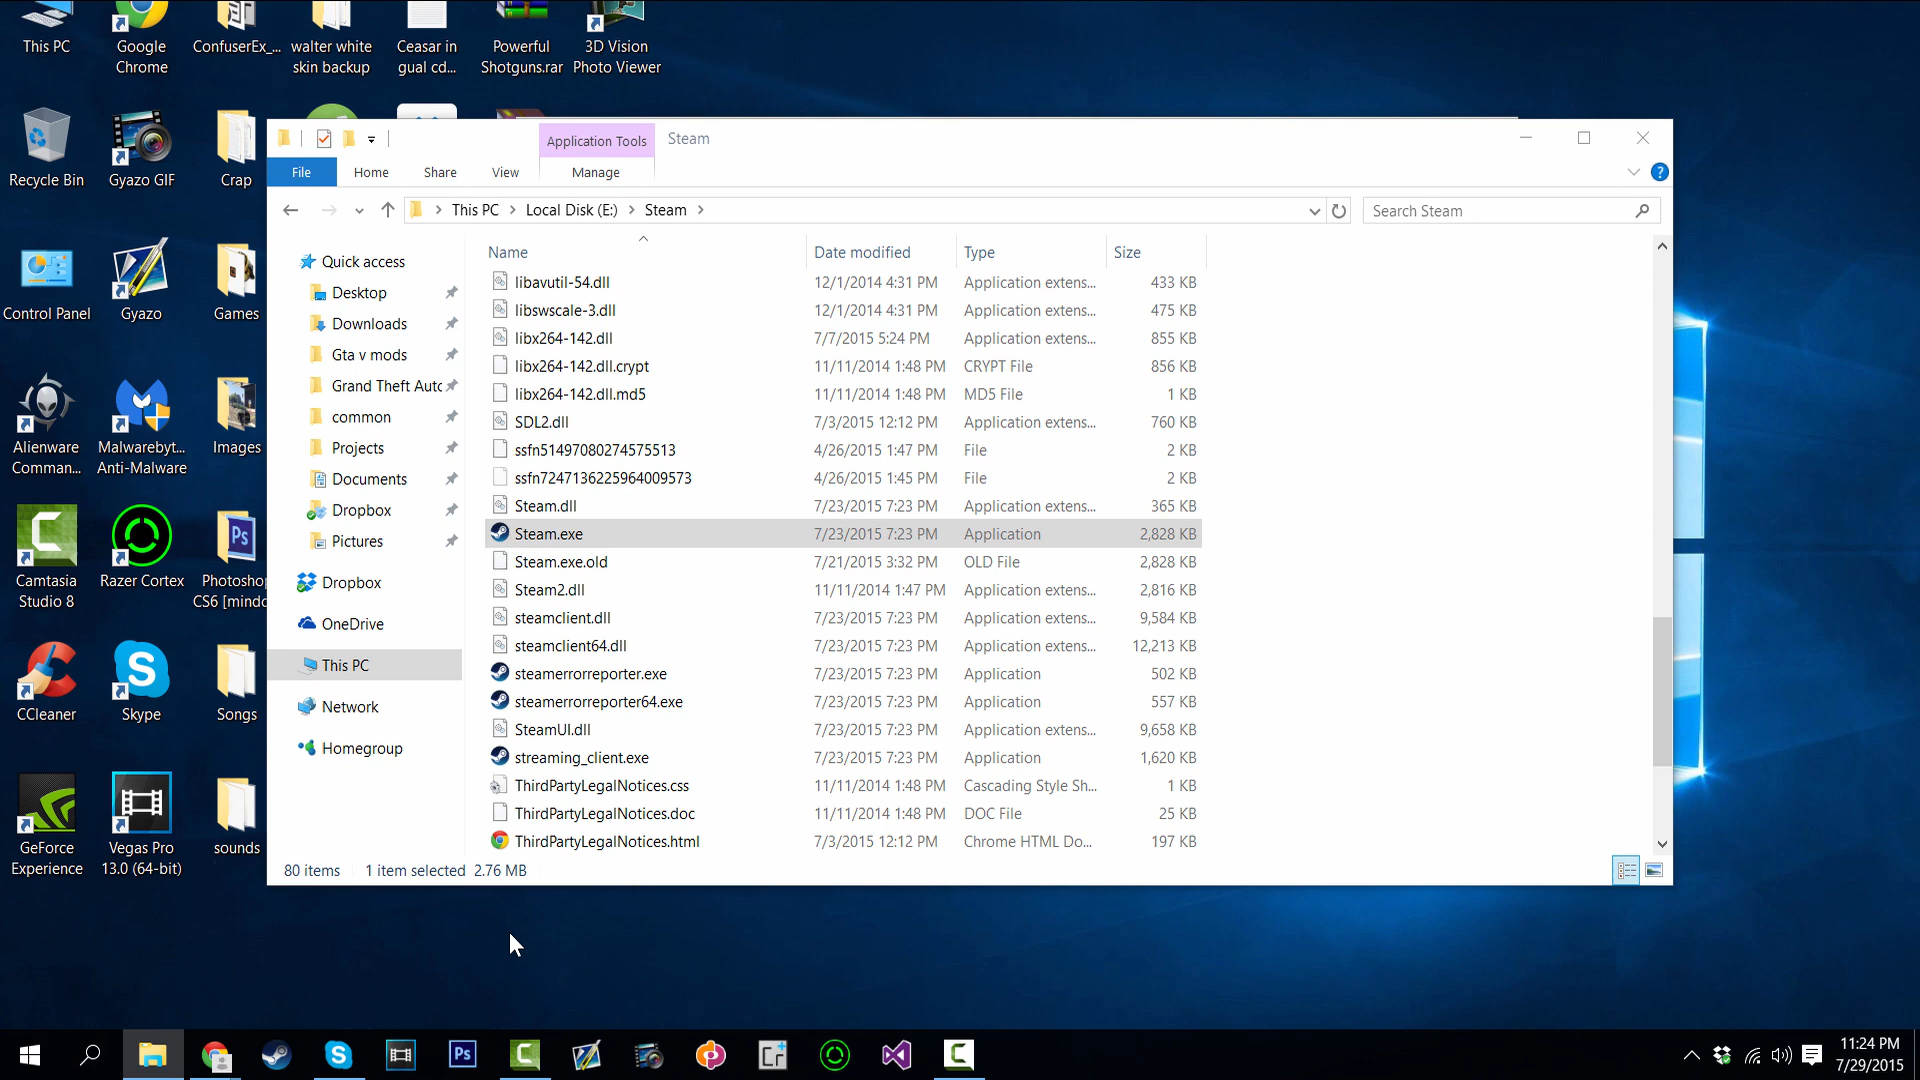 This PC
Google
Chrome
ConfuserEx_...
walter white
skin backup
Ceasar in
gual cd...
Powerful
Shotguns.rar
3D Vision
Photo Viewer
Recycle Bin
Gyazo GIF
Crap
Control Panel
Gyazo
Games
Alienware
Comman...
Malwarebyt...
Anti-Malware
Images
Camtasia
Studio 8
Razer Cortex
Photoshop
CS6 [mindo
CCleaner
Skype
Songs
GeForce
Experience
Vegas Pro
13.0 (64-bit)
sounds
Application Tools
Steam
File
Home
Share
View
Manage
This PC
Local Disk (E:)
Steam
Search Steam
Quick access
Desktop
Downloads
Gta v mods
Grand Theft Auto
common
Projects
Documents
Dropbox
Pictures
Dropbox
OneDrive
This PC
Network
Homegroup
Name Date modified Type Size
libavutil-54.dll 12/1/2014 4:31 PM Application extens... 433 KB
libswscale-3.dll 12/1/2014 4:31 PM Application extens... 475 KB
libx264-142.dll 7/7/2015 5:24 PM Application extens... 855 KB
libx264-142.dll.crypt 11/11/2014 1:48 PM CRYPT File 856 KB
libx264-142.dll.md5 11/11/2014 1:48 PM MD5 File 1 KB
SDL2.dll 7/3/2015 12:12 PM Application extens... 760 KB
ssfn51497080274575513 4/26/2015 1:47 PM File 2 KB
ssfn7247136225964009573 4/26/2015 1:45 PM File 2 KB
Steam.dll 7/23/2015 7:23 PM Application extens... 365 KB
Steam.exe 7/23/2015 7:23 PM Application 2,828 KB
Steam.exe.old 7/21/2015 3:32 PM OLD File 2,828 KB
Steam2.dll 11/11/2014 1:47 PM Application extens... 2,816 KB
steamclient.dll 7/23/2015 7:23 PM Application extens... 9,584 KB
steamclient64.dll 7/23/2015 7:23 PM Application extens... 12,213 KB
steamerrorreporter.exe 7/23/2015 7:23 PM Application 502 KB
steamerrorreporter64.exe 7/23/2015 7:23 PM Application 557 KB
SteamUI.dll 7/23/2015 7:23 PM Application extens... 9,658 KB
streaming_client.exe 7/23/2015 7:23 PM Application 1,620 KB
ThirdPartyLegalNotices.css 11/11/2014 1:48 PM Cascading Style Sh... 1 KB
ThirdPartyLegalNotices.doc 11/11/2014 1:48 PM DOC File 25 KB
ThirdPartyLegalNotices.html 7/3/2015 12:12 PM Chrome HTML Do... 197 KB
80 items 1 item selected 2.76 MB
11:24 PM
7/29/2015